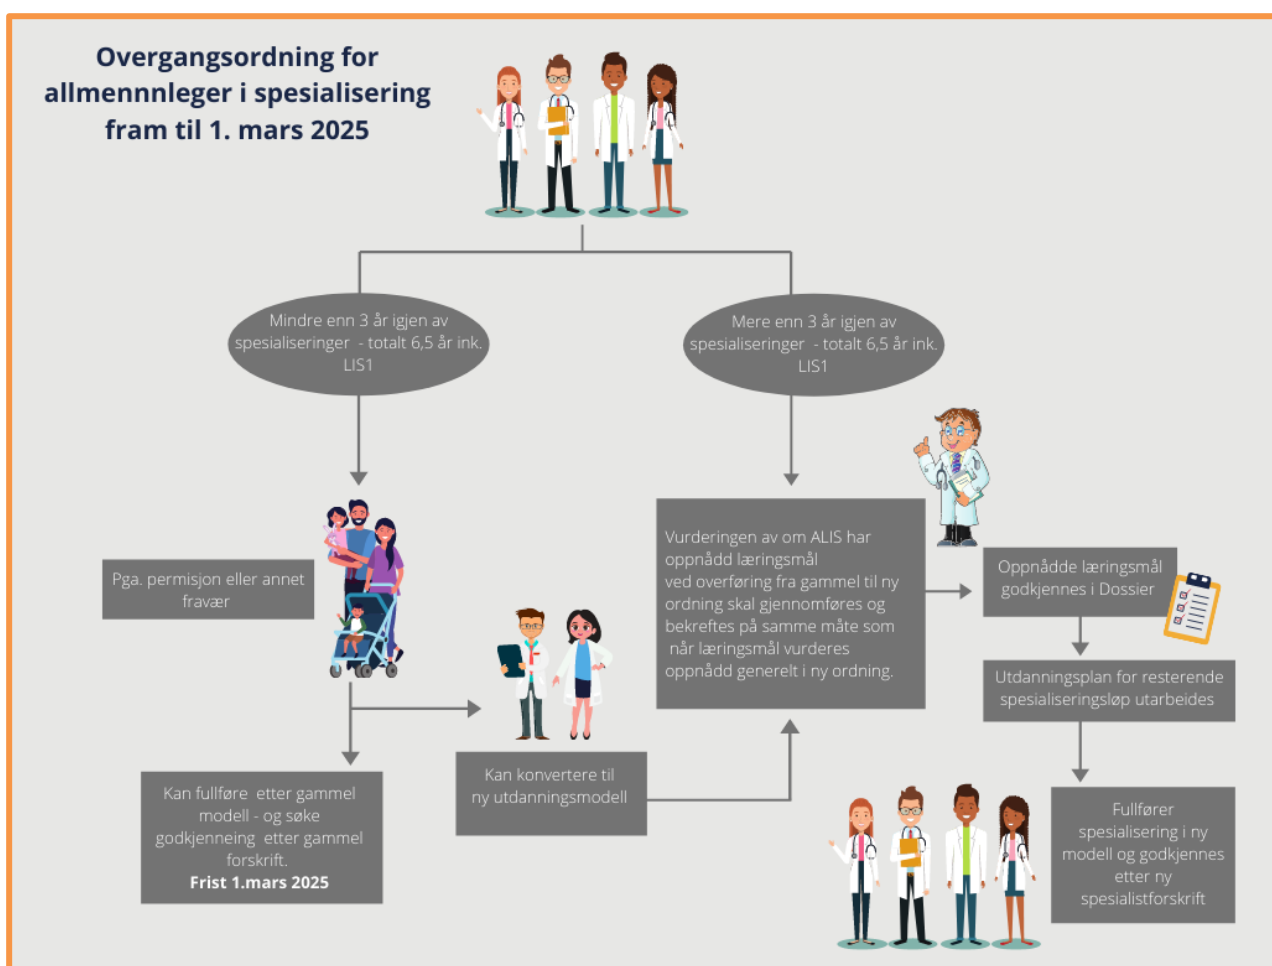 Overgangsordning for
allmennnleger i spesialisering
fram til 1. mars 2025
Mindre enn 3 år igjen av
spesialiseringer - totalt 6,5 år ink.
LIS1
Mere enn 3 år igjen av
spesialiseringer - totalt 6,5 år ink.
LIS1
Pga. permisjon eller annet
fravær
Vurderingen av om ALIS har
oppnådd læringsmål
ved overføring fra gammel til ny
ordning skal gjennomføres og
bekreftes på samme måte som
når læringsmål vurderes
oppnådd generelt i ny ordning.
Oppnådde læringsmål
godkjennes i Dossier
Utdanningsplan for resterende
spesialiseringsløp utarbeides
Kan konvertere til
ny utdanningsmodell
Kan fullføre etter gammel
modell - og søke
godkjenneing etter gammel
forskrift.
Frist 1.mars 2025
Fullfører
spesialisering i ny
modell og godkjennes
etter ny
spesialistforskrift